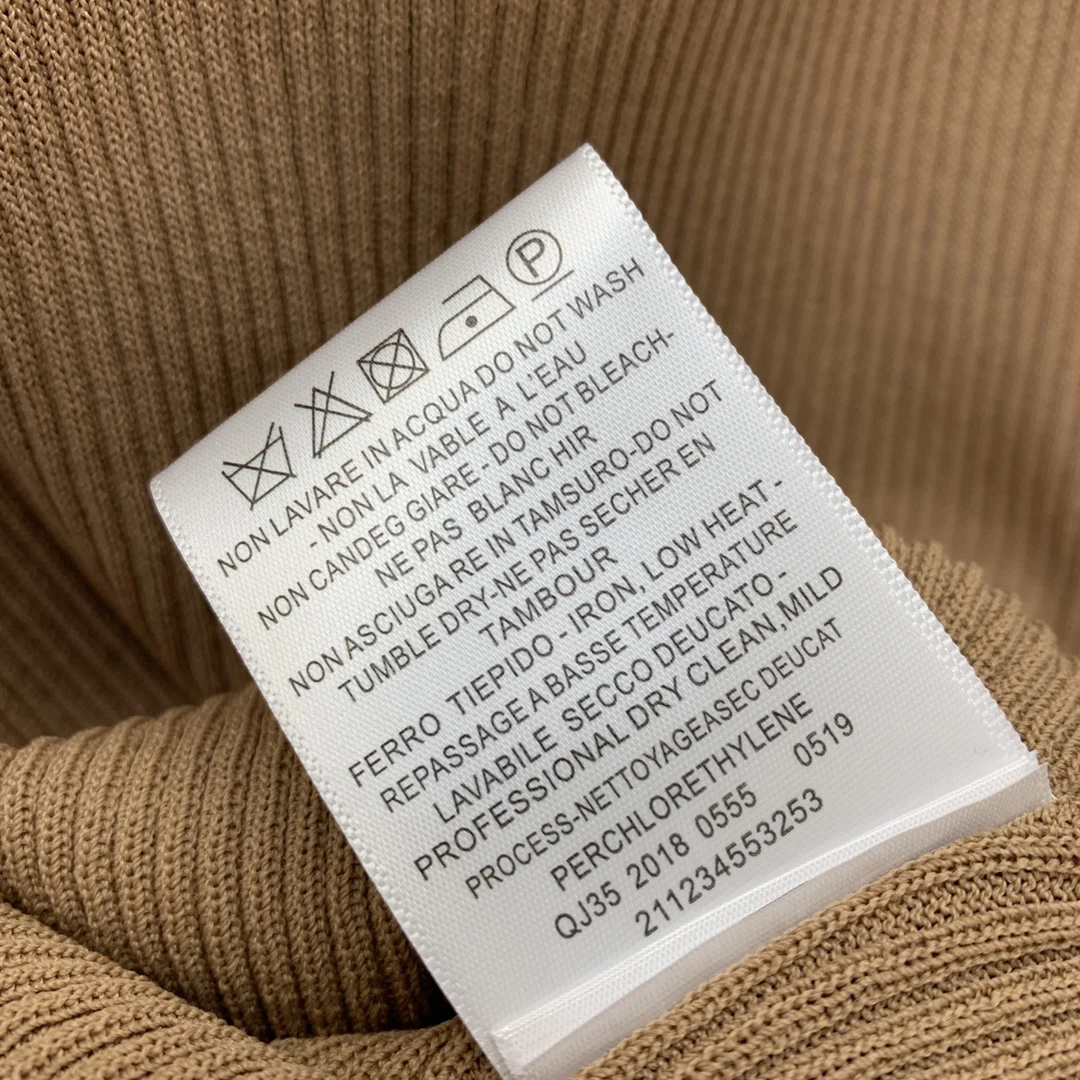 P
NON LAVARE IN ACQUA DO NOT WASH
- NON LA VABLE A L'EAU
NON CANDEG GIARE - DO NOT BLEACH-
NE PAS BLANC HIR
NON ASCIUGA RE IN TAMSURO-DO NOT
TUMBLE DRY-NE PAS SECHER EN
TAMBOUR
FERRO TIEPIDO - IRON, LOW HEAT -
REPASSAGE A BASSE TEMPERATURE
LAVABILE SECCO DEUCATO -
PROFESSIONAL DRY CLEAN, MILD
PROCESS-NETTOYAGEASEC DEUCAT
PERCHLORETHYLENE
QJ35 2018 0555 0519
211234553253